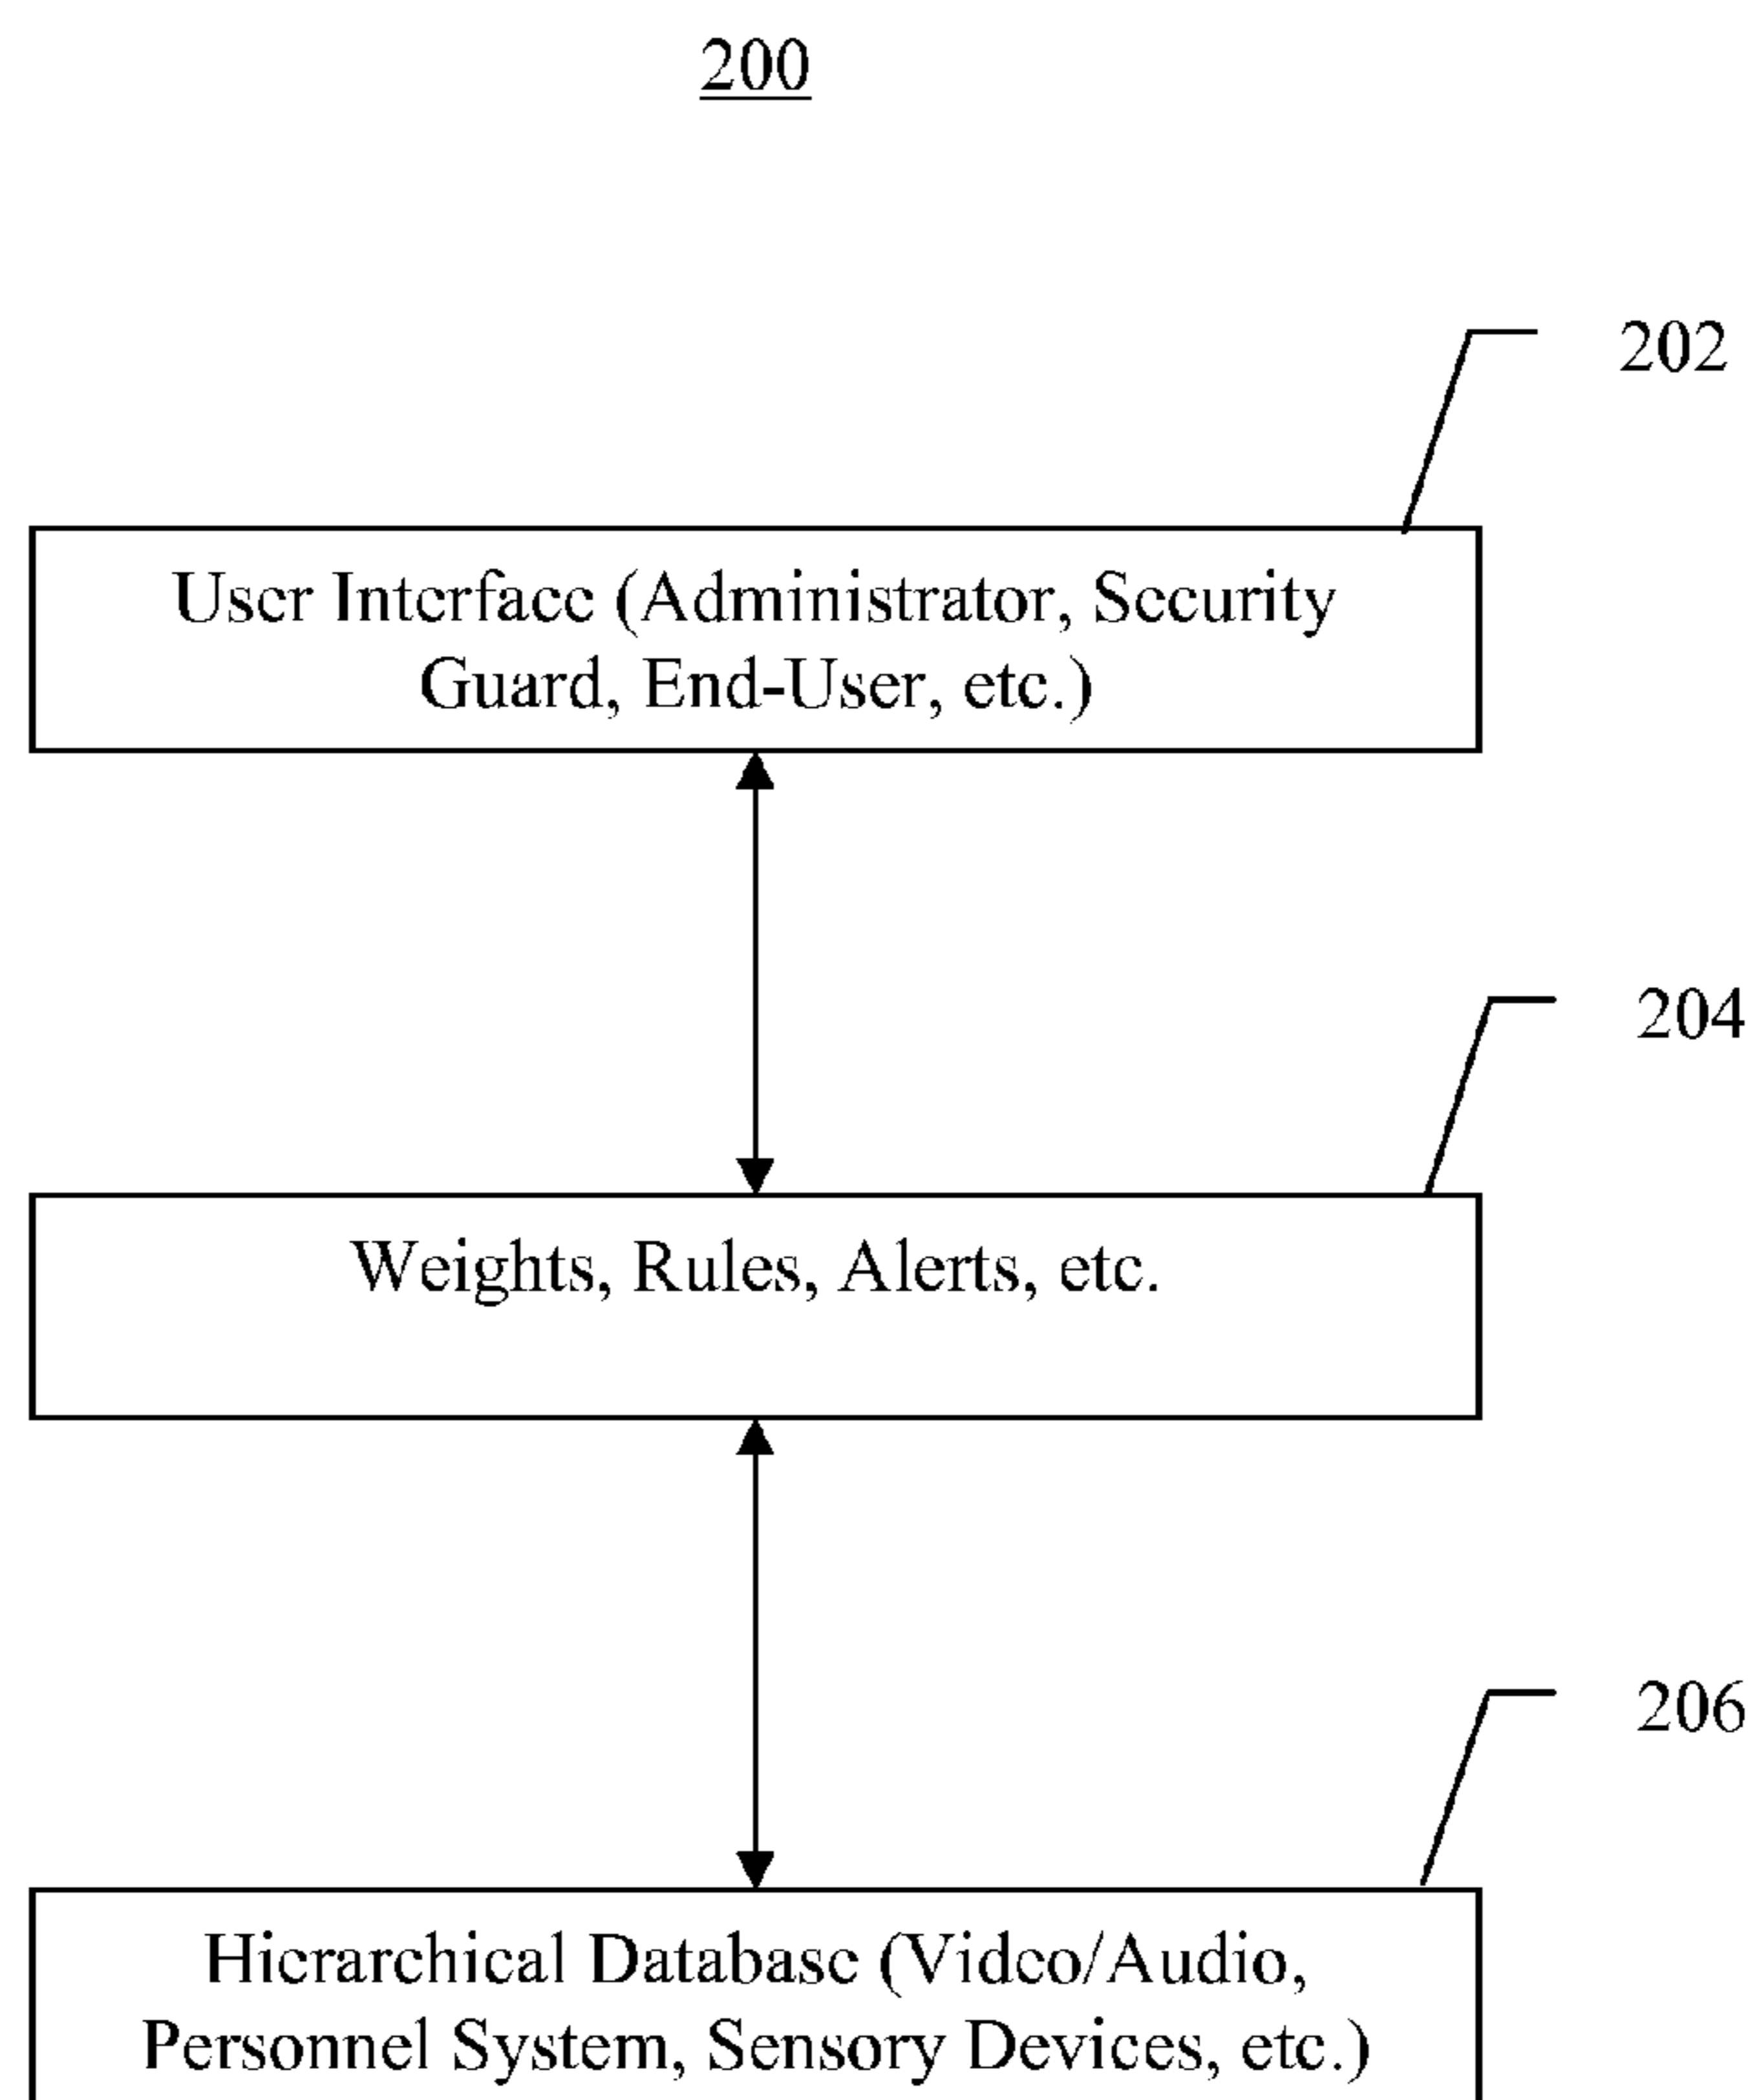 200
202
User Interface (Administrator, Security
Guard, End-User, etc.)
204
Weights, Rules, Alerts, etc.
206
Hierarchical Database (Video/Audio,
Personnel System, Sensory Devices, etc.)